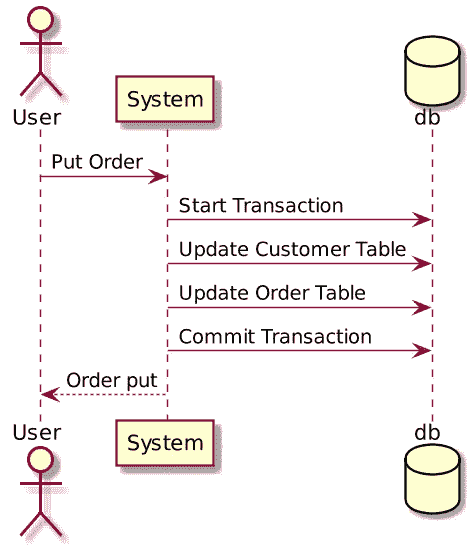 User
System
db
Put Order
Start Transaction
Update Customer Table
Update Order Table
Commit Transaction
Order put
User
System
db